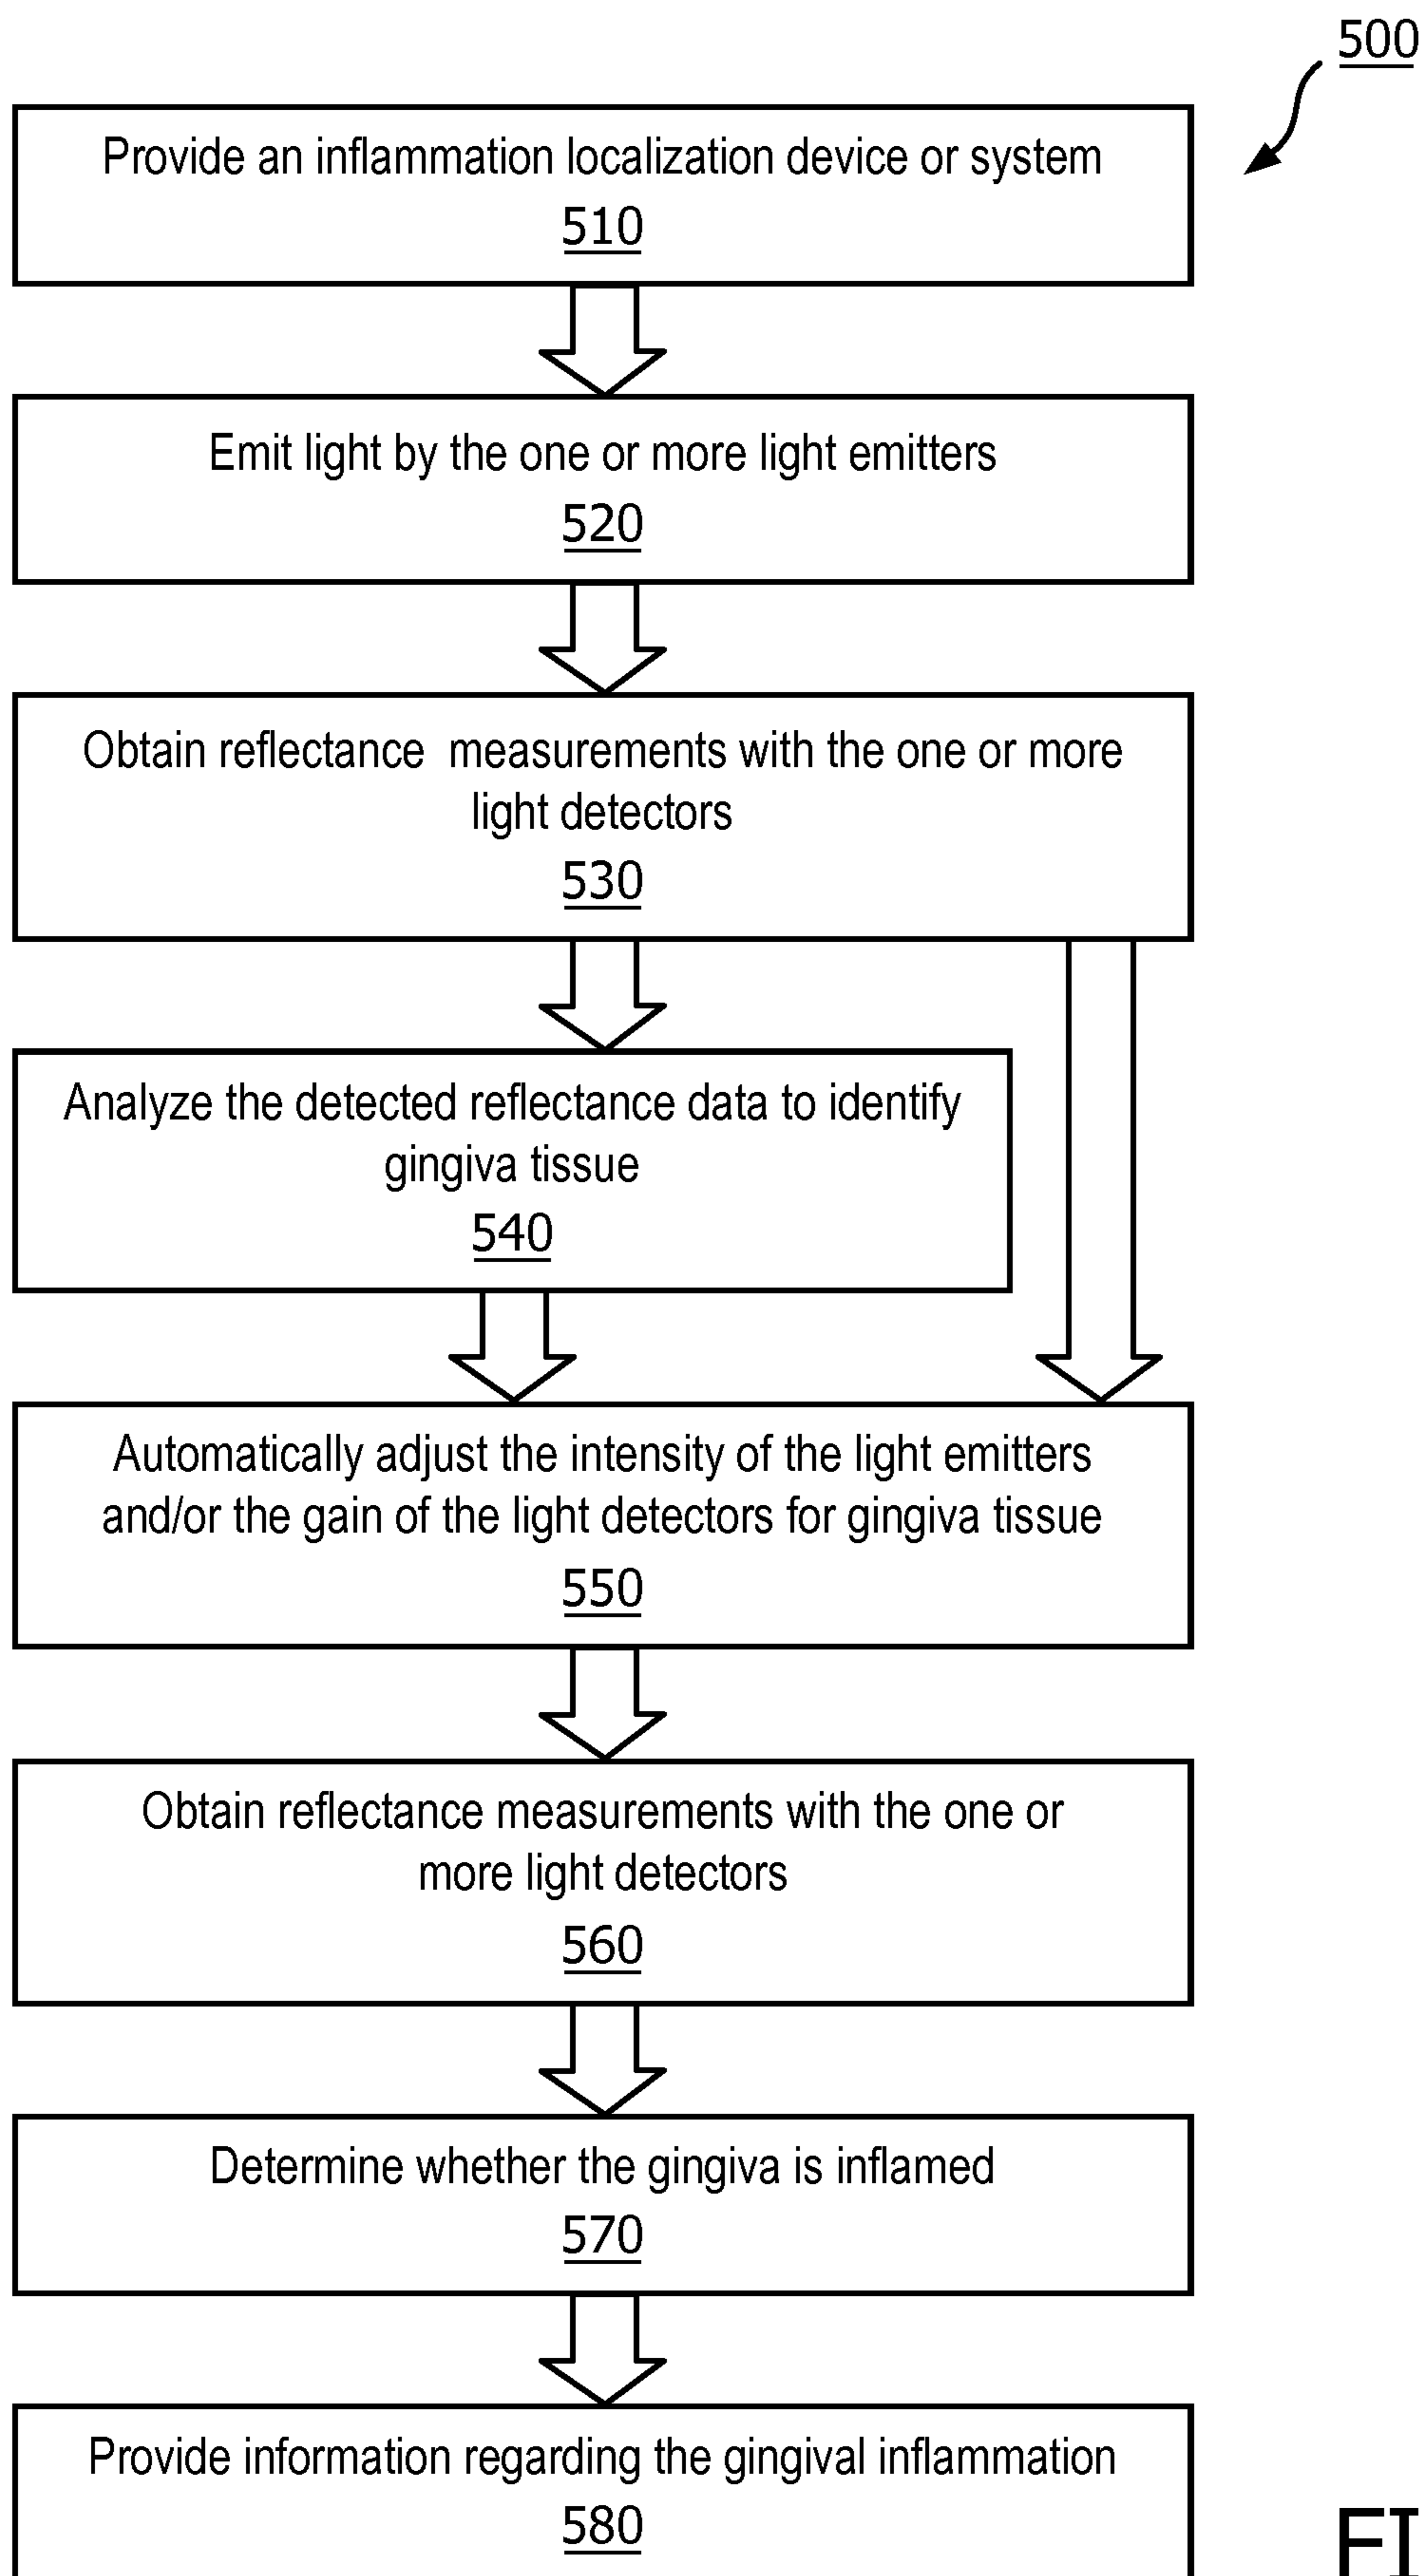 500
Provide an inflammation localization device or system
510
Emit light by the one or more light emitters
520
Obtain reflectance measurements with the one or more
light detectors
530
Analyze the detected reflectance data to identify
gingiva tissue
540
Automatically adjust the intensity of the light emitters
and/or the gain of the light detectors for gingiva tissue
550
Obtain reflectance measurements with the one or
more light detectors
560
Determine whether the gingiva is inflamed
570
Provide information regarding the gingival inflammation
580
FI